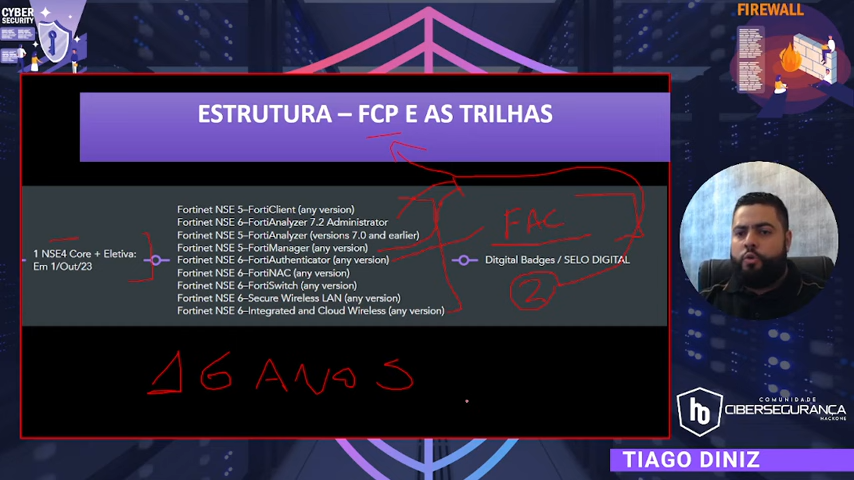 CYBER
SECURITY
FIREWALL
ESTRUTURA – FCP E AS TRILHAS
Fortinet NSE 5–FortiClient (any version)
Fortinet NSE 6–FortiAnalyzer 7.2 Administrator
Fortinet NSE 5–FortiAnalyzer (versions 7.0 and earlier)
Fortinet NSE 5–FortiManager (any version)
Fortinet NSE 6–FortiAuthenticator (any version)
Fortinet NSE 6–FortiNAC (any version)
Fortinet NSE 6–FortiSwitch (any version)
Fortinet NSE 6–Secure Wireless LAN (any version)
Fortinet NSE 6–Integrated and Cloud Wireless (any version)
1 NSE4 Core + Eletiva:
Em 1/Out/23
FAC
Ditgital Badges / SELO DIGITAL
2
16 ANOS
COMUNIDADE
CIBERSEGURANÇA
HACKONE
TIAGO DINIZ